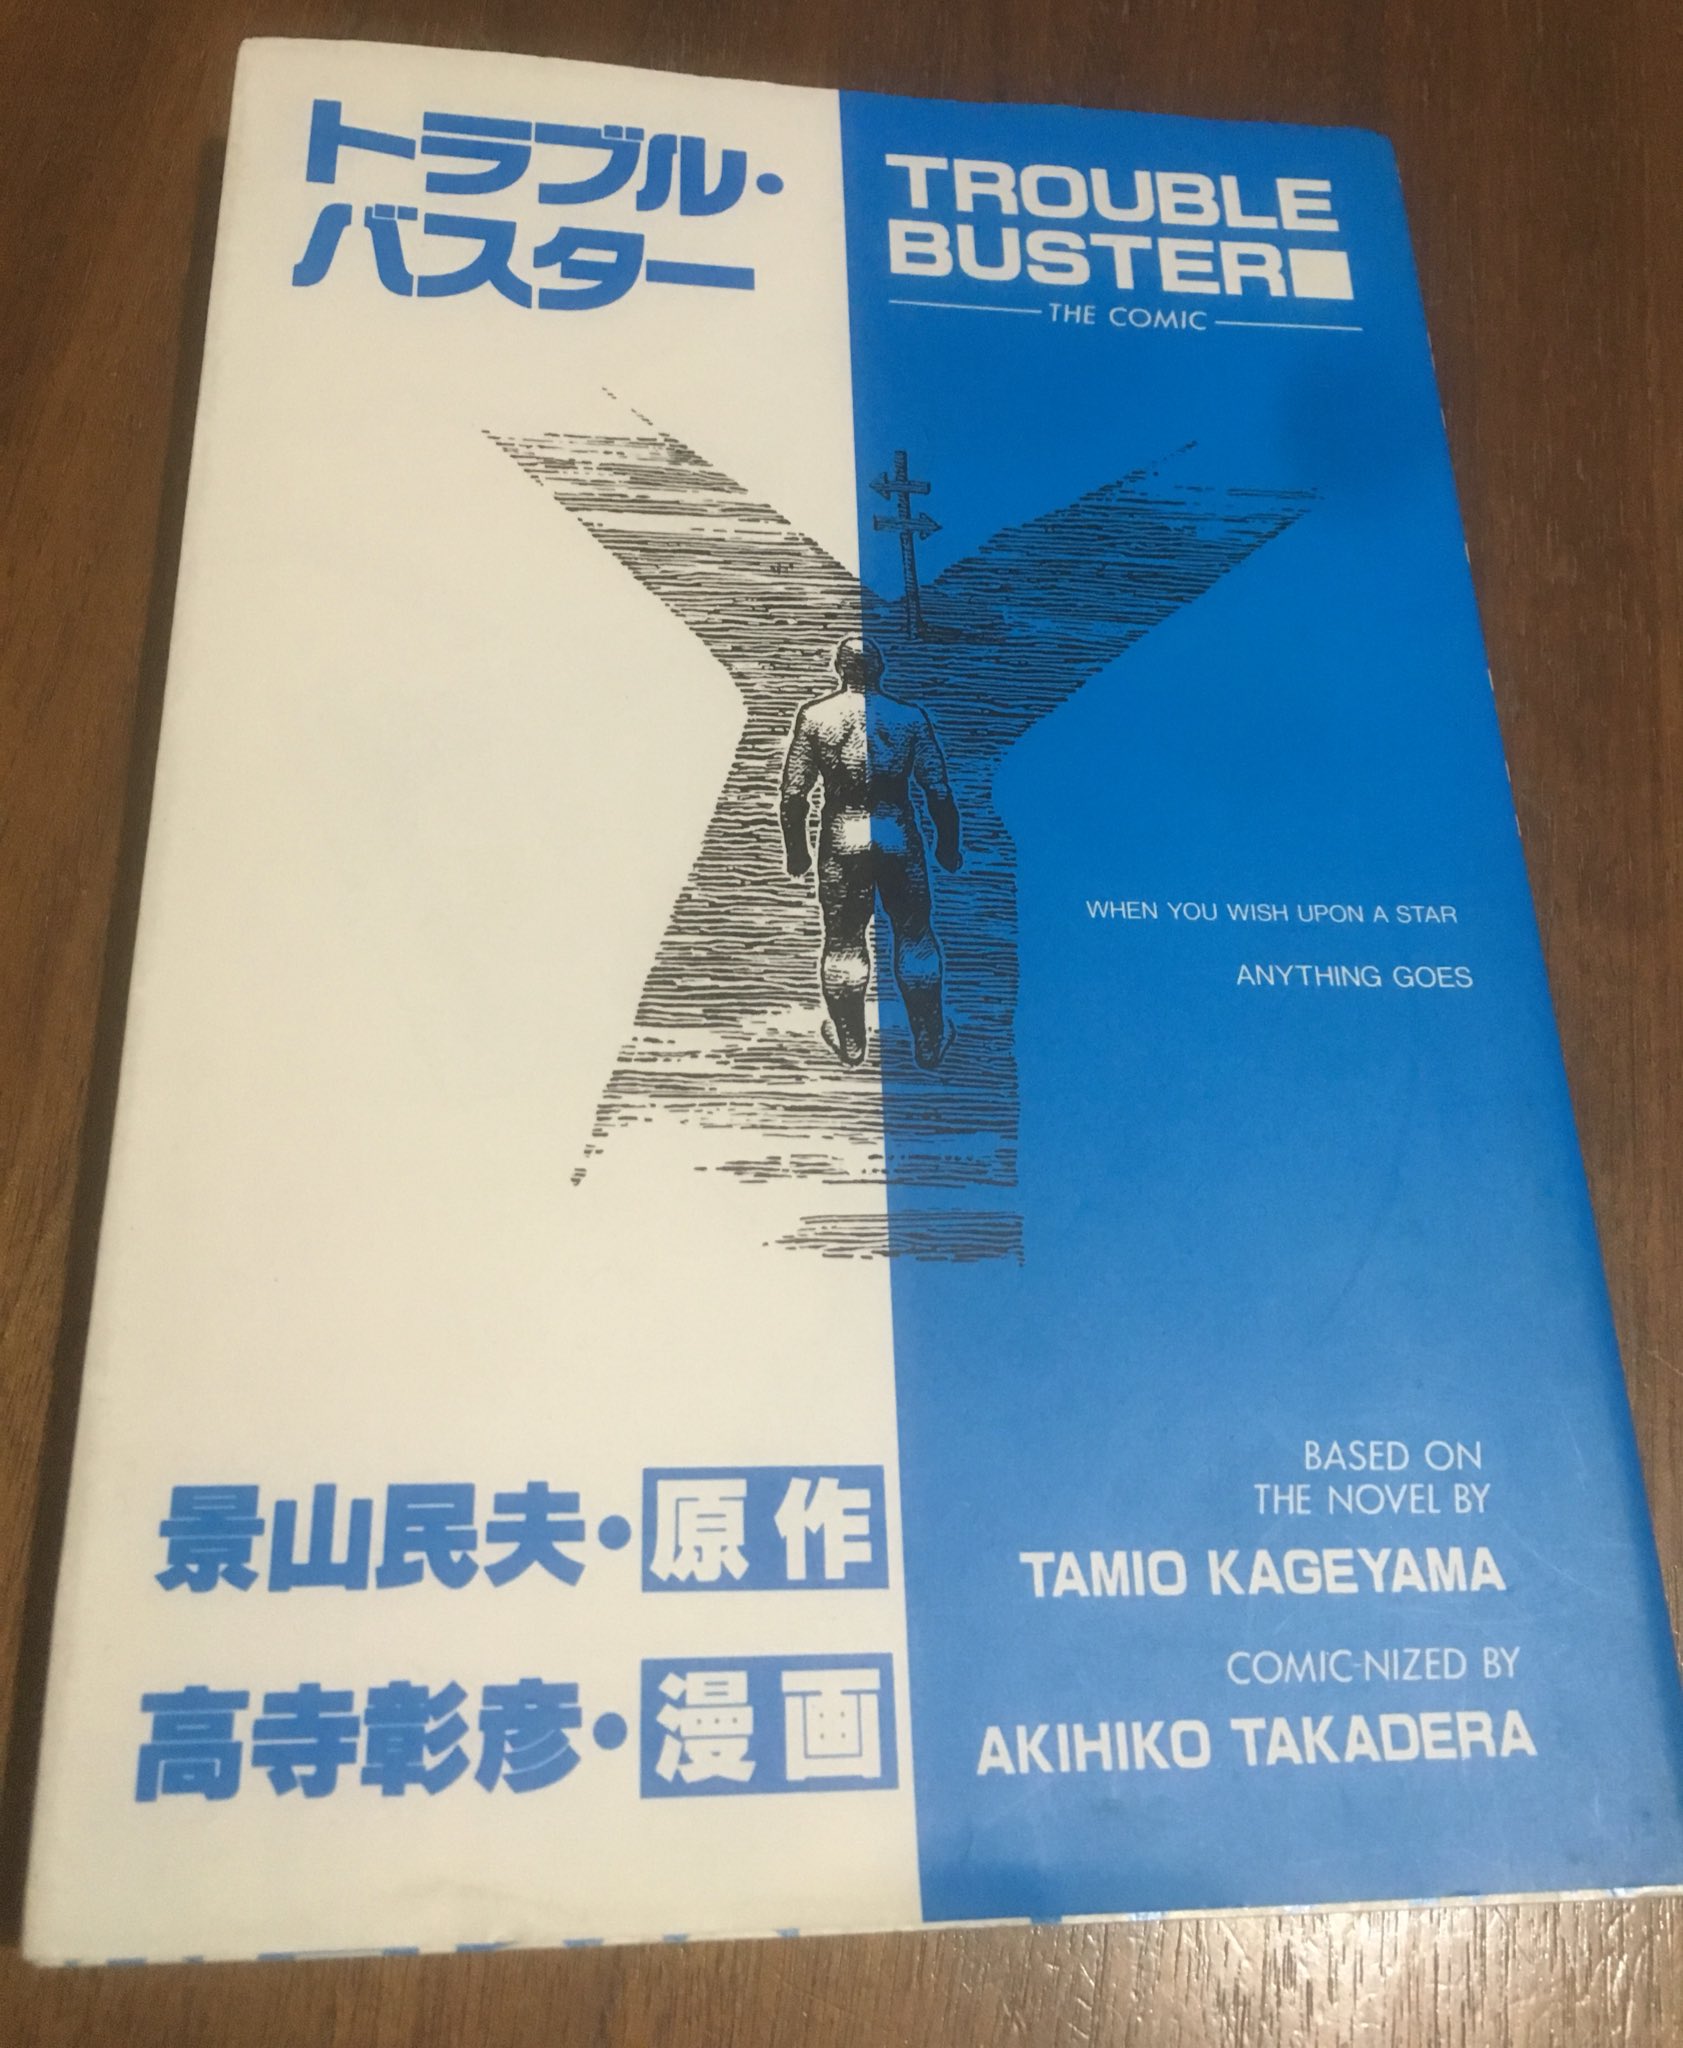 トラブル・
バスター
TROUBLE
BUSTER■
THE COMIC
WHEN YOU WISH UPON A STAR
ANYTHING GOES
景山民夫・原作
高寺彰彦・漫画
BASED ON
THE NOVEL BY
TAMIO KAGEYAMA
COMIC-NIZED BY
AKIHIKO TAKADERA